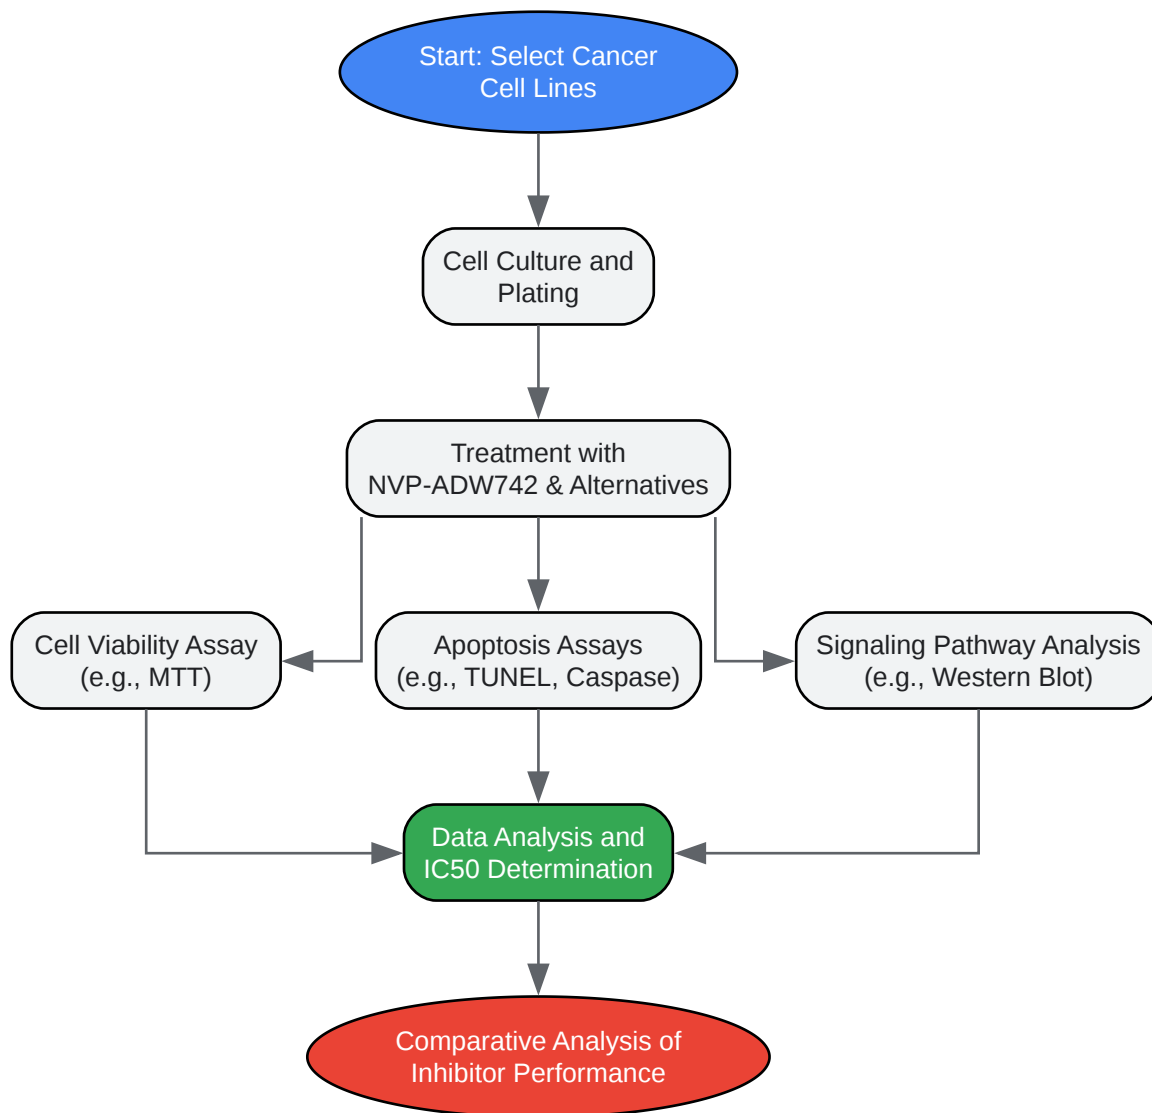 Start: Select Cancer
Cell Lines
Cell Culture and
Plating
Treatment with
NVP-ADW742 & Alternatives
Cell Viability Assay
(e.g., MTT)
Apoptosis Assays
(e.g., TUNEL, Caspase)
Signaling Pathway Analysis
(e.g., Western Blot)
Data Analysis and
IC50 Determination
Comparative Analysis of
Inhibitor Performance